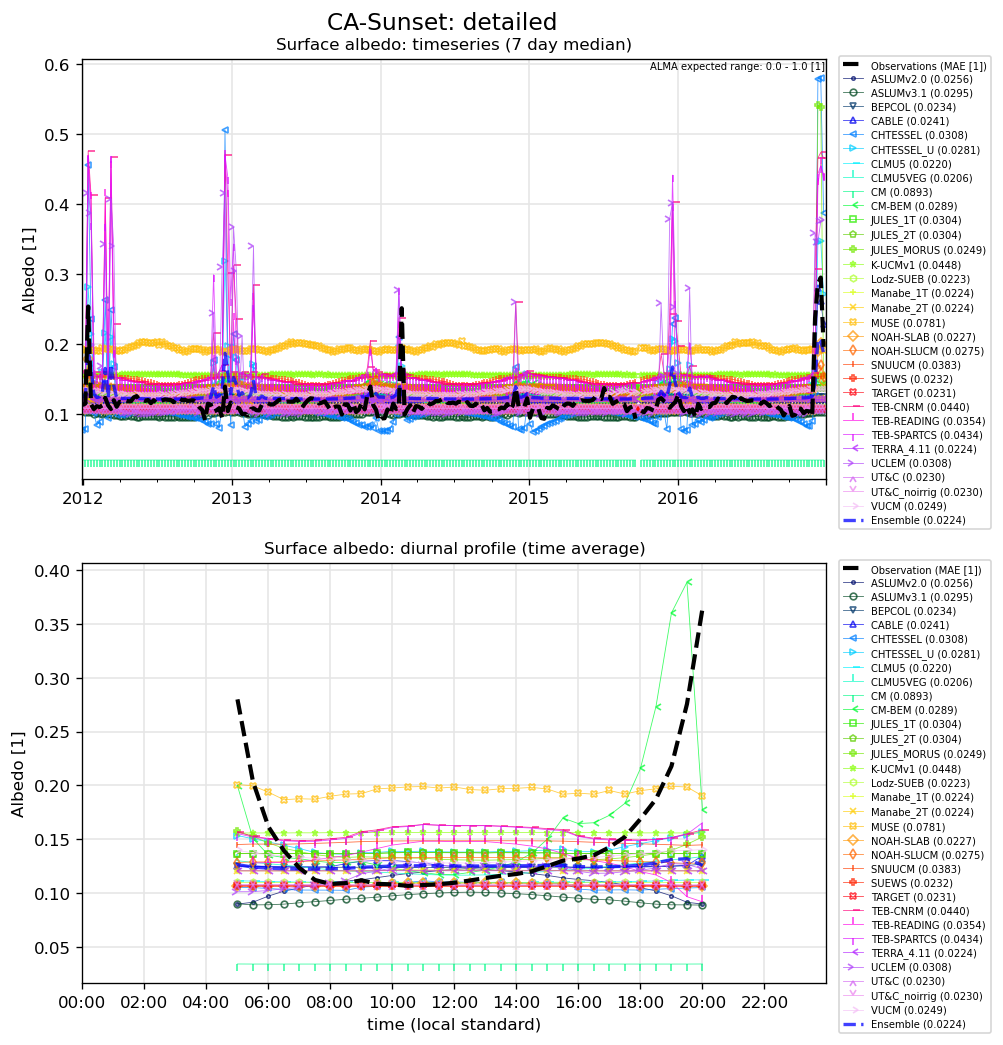 CA-Sunset: detailed
Surface albedo: timeseries (7 day median)
ALMA expected range: 0.0 - 1.0 [1]
Albedo [1]
0.6
0.5
0.4
0.3
0.2
0.1
2012
2013
2014
2015
2016
Observations (MAE [1])
ASLUMv2.0 (0.0256)
ASLUMv3.1 (0.0295)
BEPCOL (0.0234)
CABLE (0.0241)
CHTESSEL (0.0308)
CHTESSEL_U (0.0281)
CLMU5 (0.0220)
CLMU5VEG (0.0206)
CM (0.0893)
CM-BEM (0.0289)
JULES_1T (0.0304)
JULES_2T (0.0304)
JULES_MORUS (0.0249)
K-UCMv1 (0.0448)
Lodz-SUEB (0.0223)
Manabe_1T (0.0224)
Manabe_2T (0.0224)
MUSE (0.0781)
NOAH-SLAB (0.0227)
NOAH-SLUCM (0.0275)
SNUUCM (0.0383)
SUEWS (0.0232)
TARGET (0.0231)
TEB-CNRM (0.0440)
TEB-READING (0.0354)
TEB-SPARTCS (0.0434)
TERRA_4.11 (0.0224)
UCLEM (0.0308)
UT&C (0.0230)
UT&C_noirrig (0.0230)
VUCM (0.0249)
Ensemble (0.0224)
Surface albedo: diurnal profile (time average)
Albedo [1]
0.40
0.35
0.30
0.25
0.20
0.15
0.10
0.05
00:00
02:00
04:00
06:00
08:00
10:00
12:00
14:00
16:00
18:00
20:00
22:00
time (local standard)
Observation (MAE [1])
ASLUMv2.0 (0.0256)
ASLUMv3.1 (0.0295)
BEPCOL (0.0234)
CABLE (0.0241)
CHTESSEL (0.0308)
CHTESSEL_U (0.0281)
CLMU5 (0.0220)
CLMU5VEG (0.0206)
CM (0.0893)
CM-BEM (0.0289)
JULES_1T (0.0304)
JULES_2T (0.0304)
JULES_MORUS (0.0249)
K-UCMv1 (0.0448)
Lodz-SUEB (0.0223)
Manabe_1T (0.0224)
Manabe_2T (0.0224)
MUSE (0.0781)
NOAH-SLAB (0.0227)
NOAH-SLUCM (0.0275)
SNUUCM (0.0383)
SUEWS (0.0232)
TARGET (0.0231)
TEB-CNRM (0.0440)
TEB-READING (0.0354)
TEB-SPARTCS (0.0434)
TERRA_4.11 (0.0224)
UCLEM (0.0308)
UT&C (0.0230)
UT&C_noirrig (0.0230)
VUCM (0.0249)
Ensemble (0.0224)